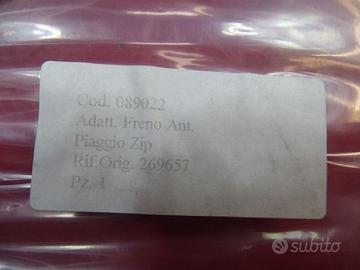 Cod. 089022
Adatt. Freno Ant.
Piaggio Zip
Rif.Orig. 269657
Pz. 1
subito